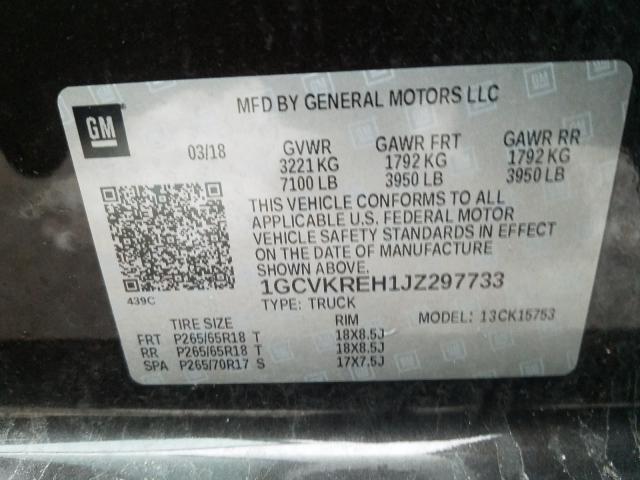 MFD BY GENERAL MOTORS LLC
GM
03/18 GVWR GAWR FRT GAWR RR
3221 KG 1792 KG 1792 KG
7100 LB 3950 LB 3950 LB
THIS VEHICLE CONFORMS TO ALL
APPLICABLE U.S. FEDERAL MOTOR
VEHICLE SAFETY STANDARDS IN EFFECT
ON THE DATE OF MANUFACTURE
SHOWN ABOVE.
439C
1GCVKREH1JZ297733
TYPE: TRUCK
TIRE SIZE RIM MODEL: 13CK15753
FRT P265/65R18 T 18X8.5J
RR P265/65R18 T 18X8.5J
SPA P265/70R17 S 17X7.5J